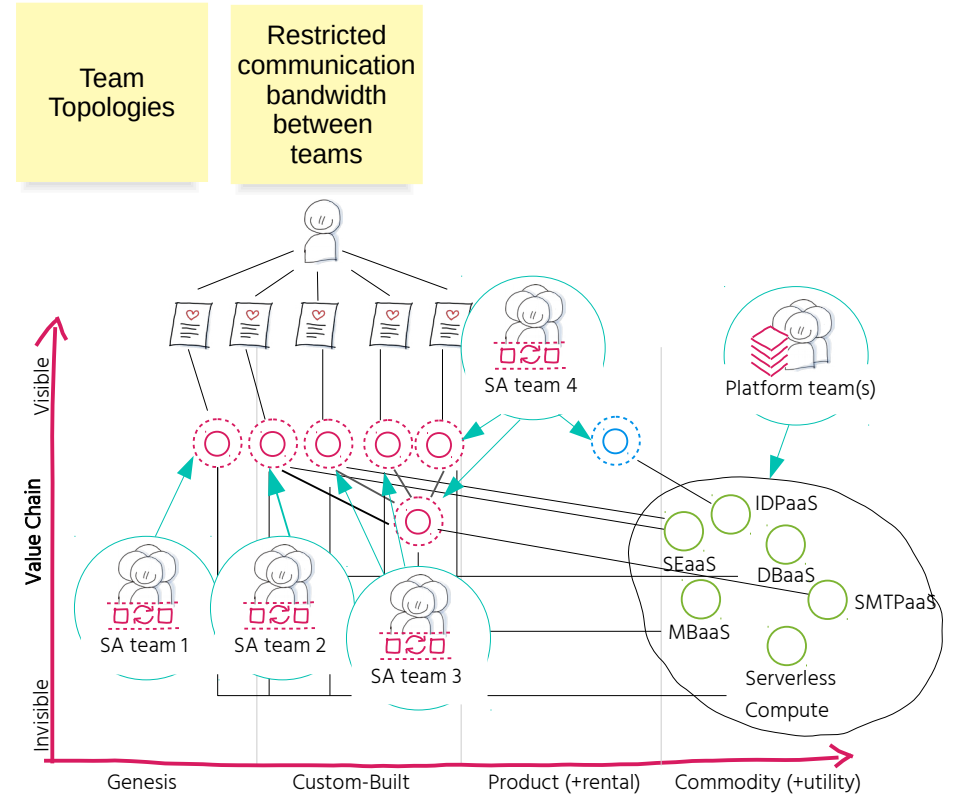 Team
Topologies
Restricted
communication
bandwidth
between
teams
SA team 4
Platform team(s)
Visible
Value Chain
Invisible
IDPaaS
SEaaS
DBaaS
SMTPaaS
MBaaS
Serverless
Compute
SA team 1
SA team 2
SA team 3
Genesis
Custom-Built
Product (+rental)
Commodity (+utility)